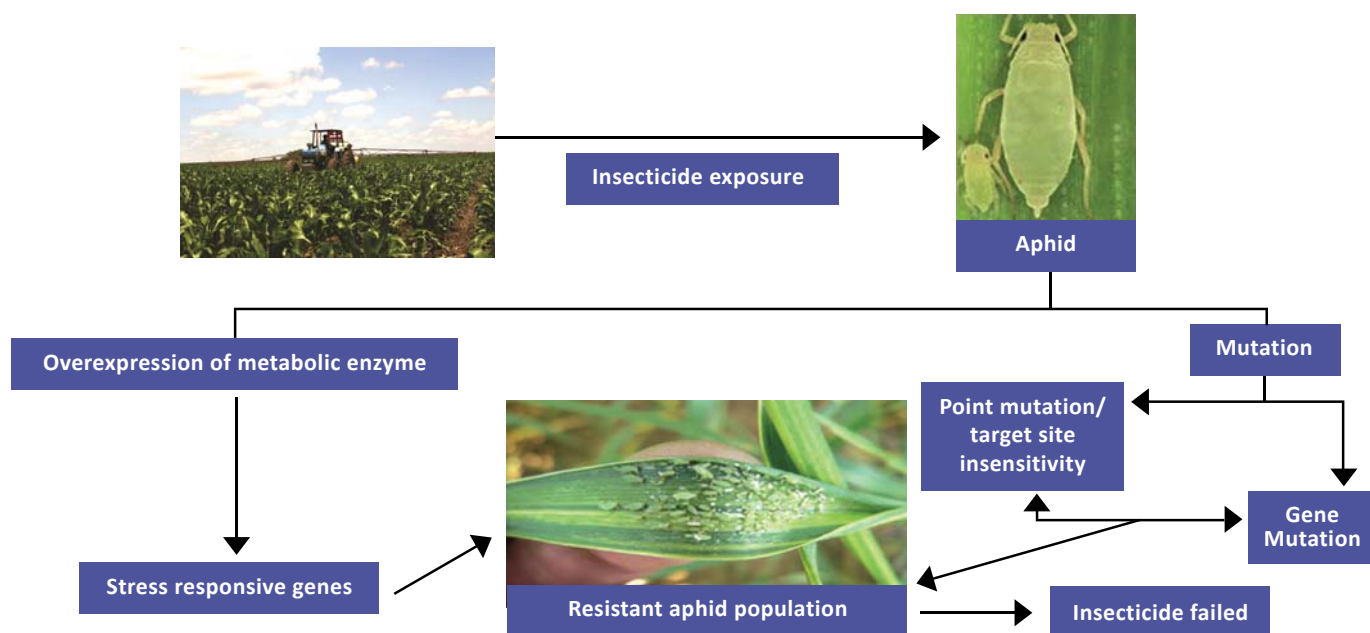 Insecticide exposure
Aphid
Overexpression of metabolic enzyme
Mutation
Point mutation/
target site
insensitivity
Gene
Mutation
Stress responsive genes
Resistant aphid population
Insecticide failed